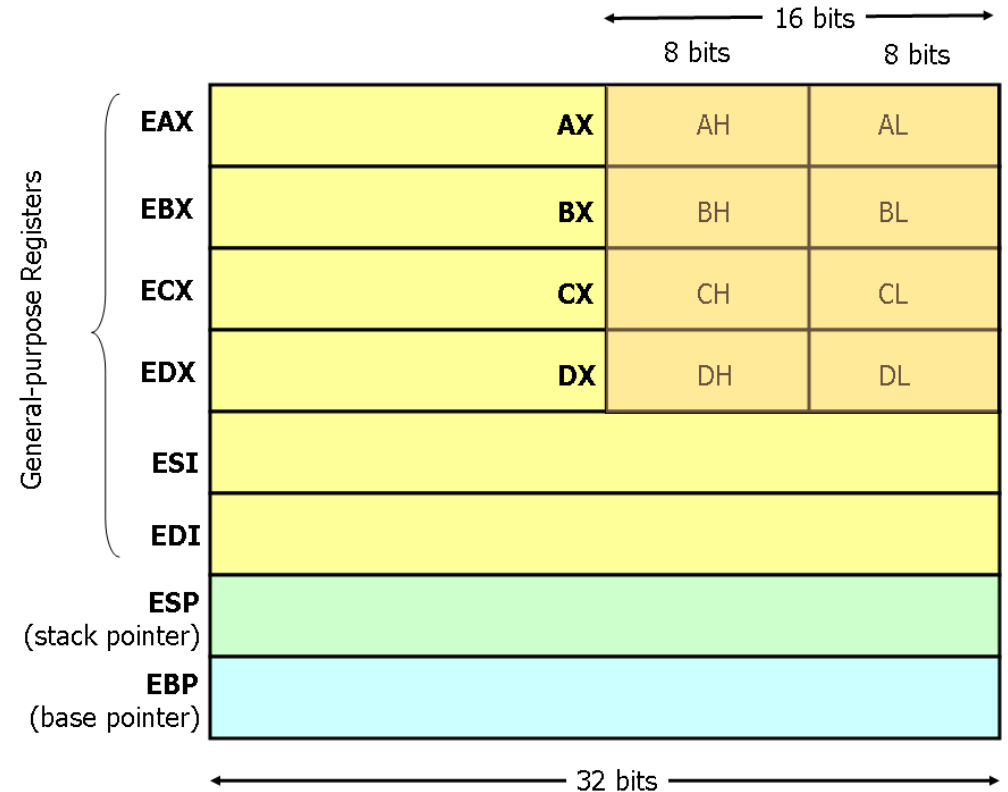 16 bits
8 bits 8 bits
General-purpose Registers
EAX AX AH AL
EBX BX BH BL
ECX CX CH CL
EDX DX DH DL
ESI
EDI
ESP
(stack pointer)
EBP
(base pointer)
32 bits